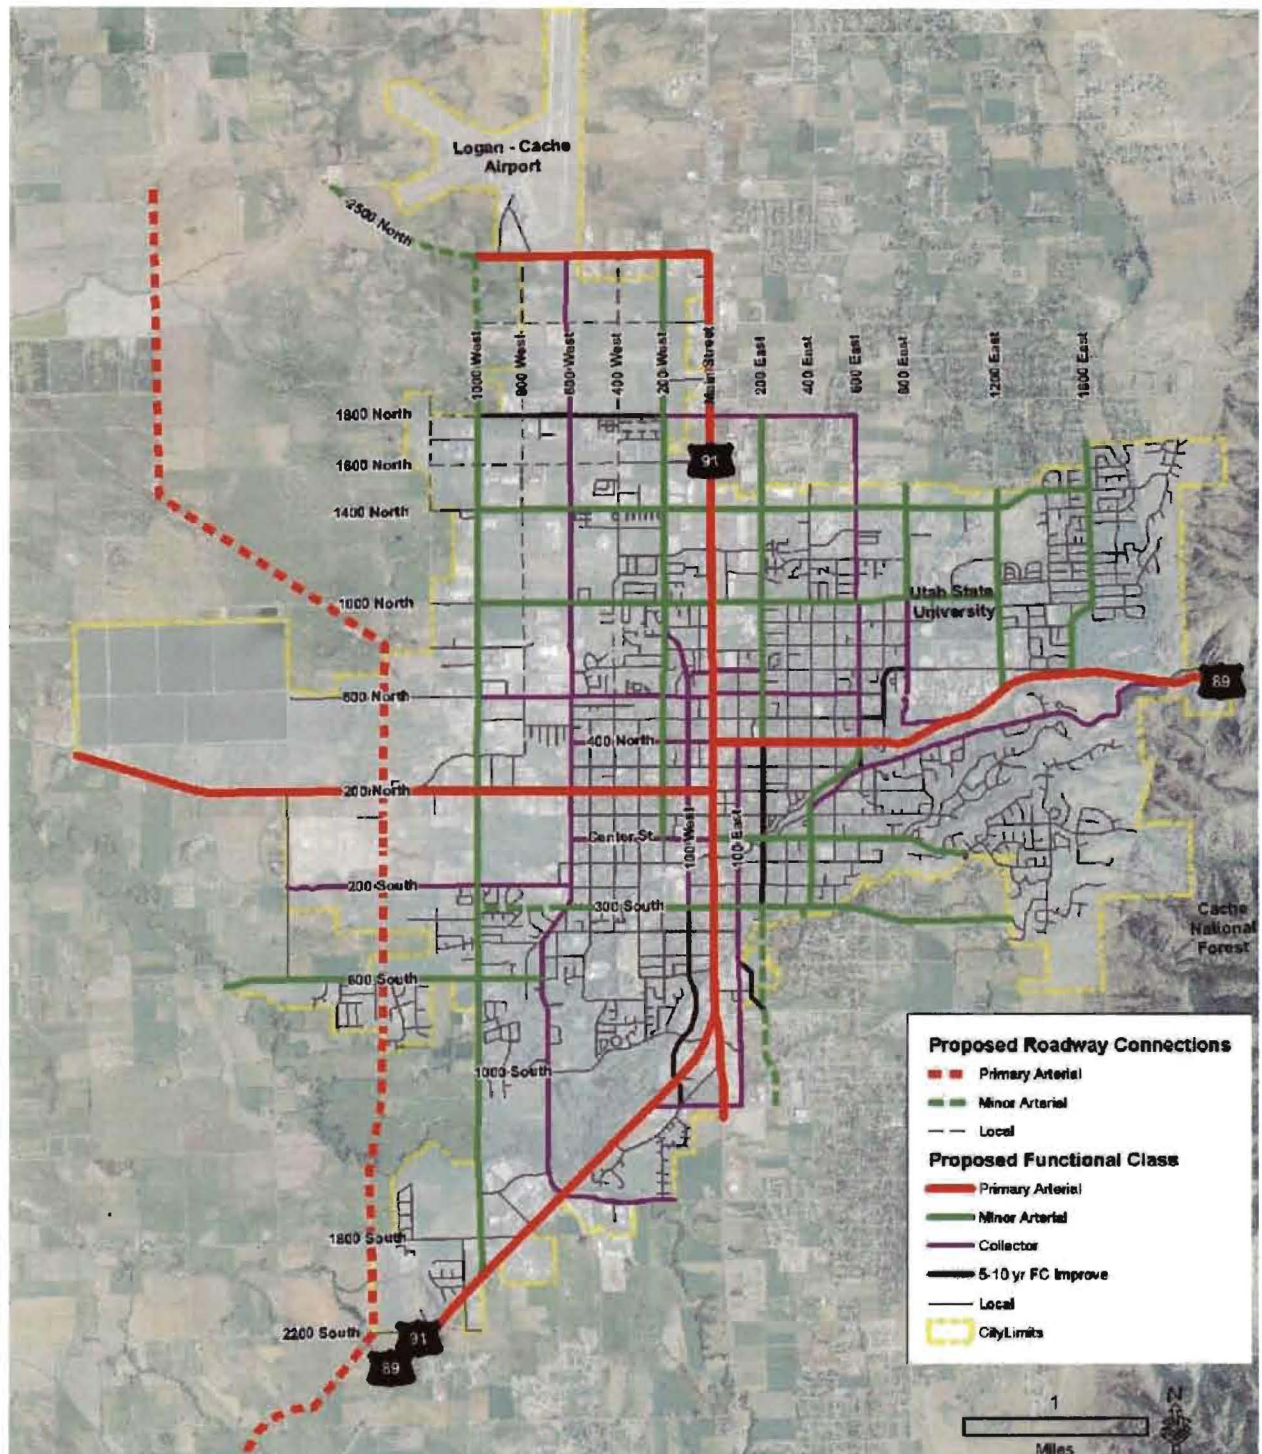 Logan - Cache
Airport
2500 North
1000 West
800 West
600 West
400 West
200 West
Main Street
200 East
400 East
600 East
800 East
1200 East
1600 East
1800 North
91
1600 North
1400 North
1000 North
Utah State
University
600 North
89
400 North
200 North
100 West
100 East
Center St.
200 South
300 South
Cache
National
Forest
600 South
1000 South
1800 South
2200 South
91
89
Proposed Roadway Connections
Primary Arterial
Minor Arterial
Local
Proposed Functional Class
Primary Arterial
Minor Arterial
Collector
5-10 yr FC Improve
Local
CityLimits
1
Miles
N